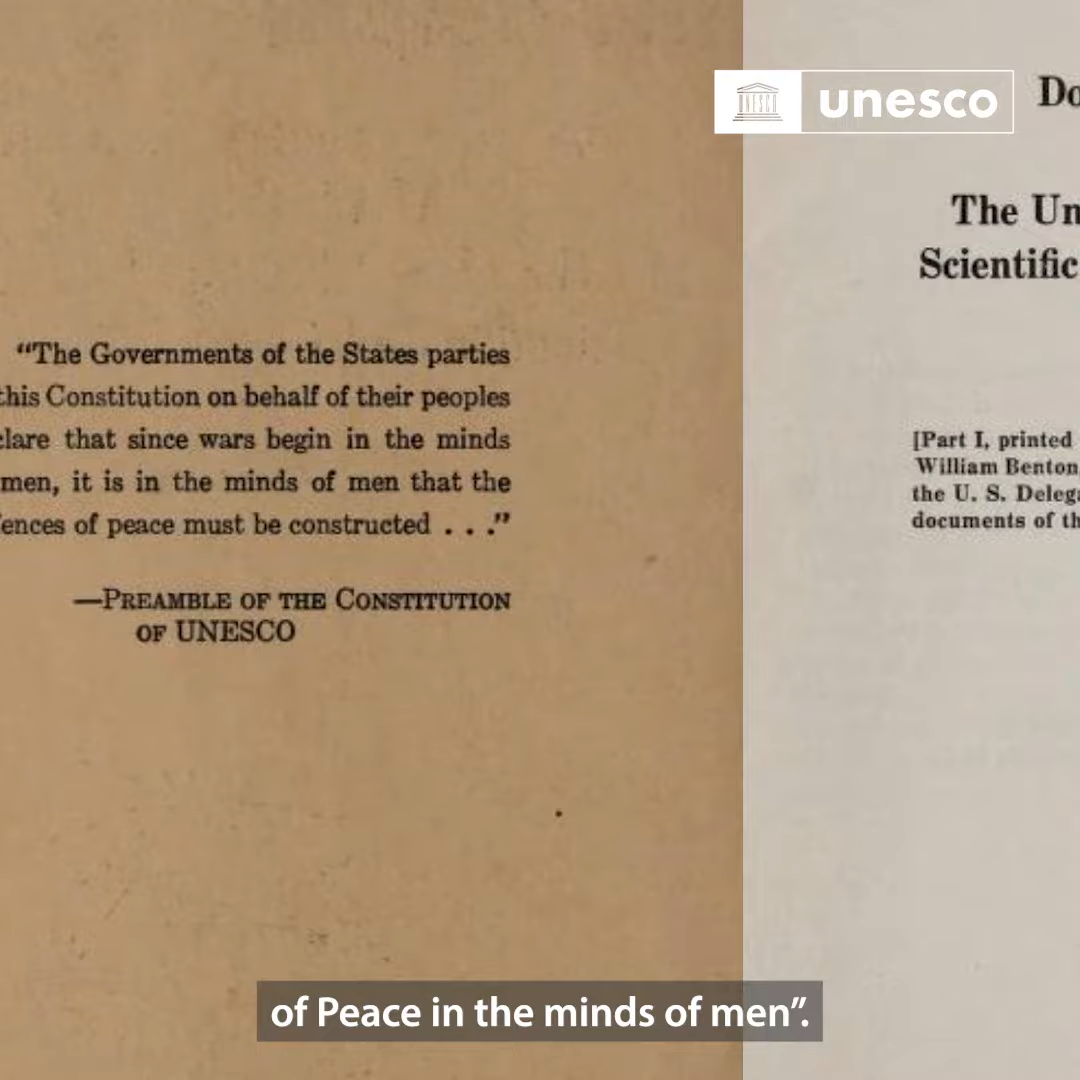 UNESCO
unesco
Do
The Un
Scientific
"The Governments of the States parties
this Constitution on behalf of their peoples
clare that since wars begin in the minds
men, it is in the minds of men that the
ences of peace must be constructed . . ."
—PREAMBLE OF THE CONSTITUTION
OF UNESCO
[Part I, printed
William Benton,
the U. S. Delega
documents of th
of Peace in the minds of men”.